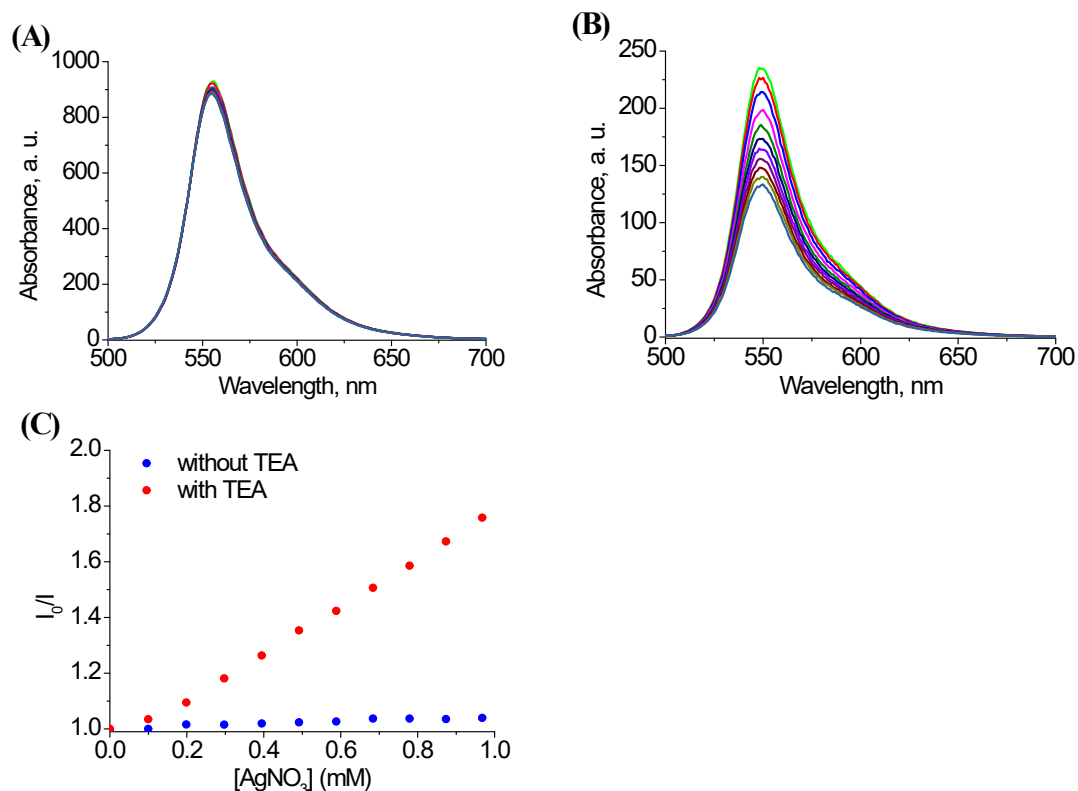 (A)
1000
800
600
400
200
0
Absorbance, a. u.
500 550 600 650 700
Wavelength, nm
(B)
250
200
150
100
50
0
Absorbance, a. u.
500 550 600 650 700
Wavelength, nm
(C)
2.0
1.8
1.6
1.4
1.2
1.0
I₀/I
without TEA
with TEA
0.0 0.2 0.4 0.6 0.8 1.0
[AgNO₃] (mM)